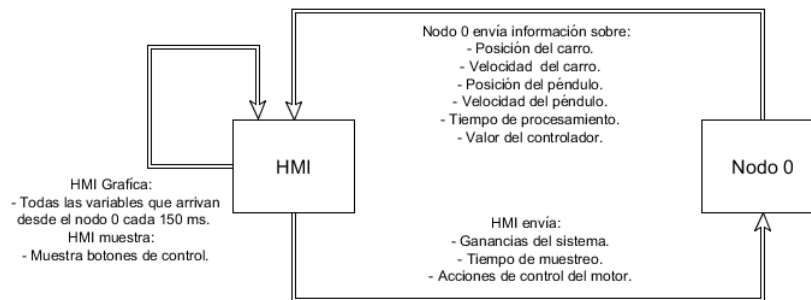 Nodo 0 envía información sobre:
- Posición del carro.
- Velocidad del carro.
- Posición del péndulo.
- Velocidad del péndulo.
- Tiempo de procesamiento.
- Valor del controlador.
HMI
Nodo 0
HMI Grafica:
- Todas las variables que arrivan
desde el nodo 0 cada 150 ms.
HMI muestra:
- Muestra botones de control.
HMI envía:
- Ganancias del sistema.
- Tiempo de muestreo.
- Acciones de control del motor.